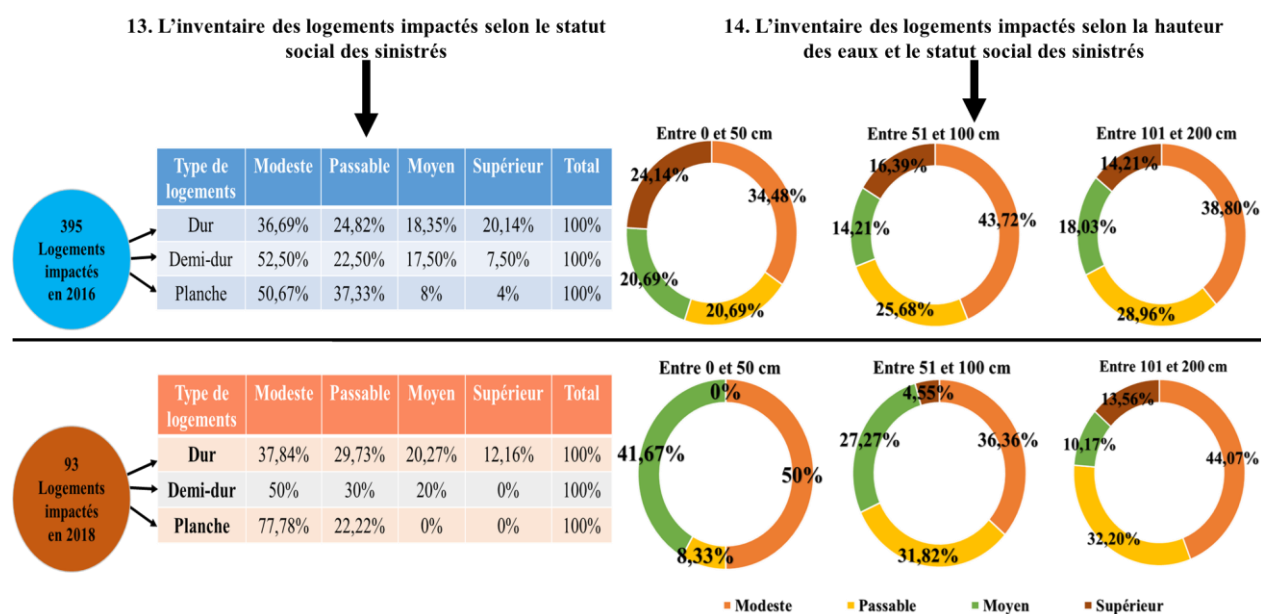 13. L’inventaire des logements impactés selon le statut
social des sinistrés
14. L’inventaire des logements impactés selon la hauteur
des eaux et le statut social des sinistrés
395
Logements
impactés
en 2016
Type de
logements
Modeste Passable Moyen Supérieur Total
Dur 36,69% 24,82% 18,35% 20,14% 100%
Demi-dur 52,50% 22,50% 17,50% 7,50% 100%
Planche 50,67% 37,33% 8% 4% 100%
Entre 0 et 50 cm
24,14%
34,48%
20,69%
20,69%
Entre 51 et 100 cm
16,39%
43,72%
14,21%
25,68%
Entre 101 et 200 cm
14,21%
38,80%
18,03%
28,96%
93
Logements
impactés
en 2018
Type de
logements
Modeste Passable Moyen Supérieur Total
Dur 37,84% 29,73% 20,27% 12,16% 100%
Demi-dur 50% 30% 20% 0% 100%
Planche 77,78% 22,22% 0% 0% 100%
Entre 0 et 50 cm
0%
41,67%
50%
8,33%
Entre 51 et 100 cm
4,55%
27,27%
36,36%
31,82%
Entre 101 et 200 cm
13,56%
10,17%
44,07%
32,20%
Modeste Passable Moyen Supérieur